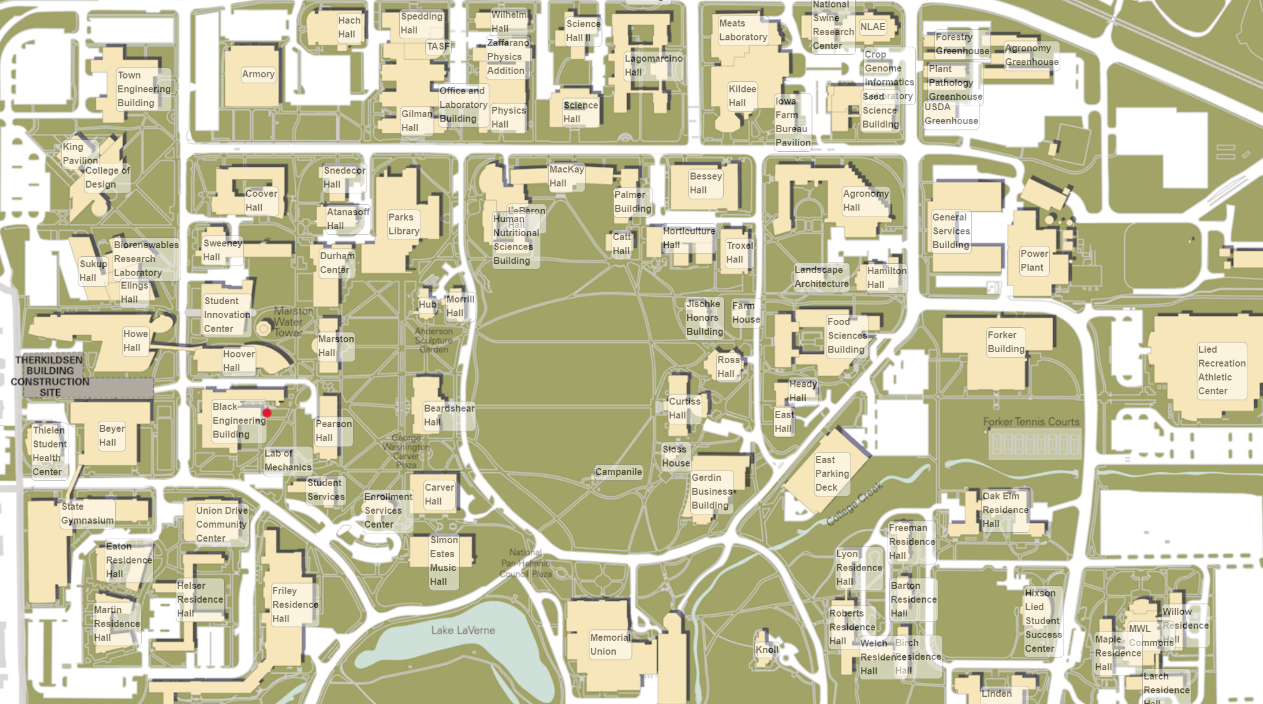 Hach
Hall
Spedding
Hall
TASF
Wilhelm
Hall
Zaffarano
Physics
Addition
Science
Hall II
Lagomarcino
Hall
Meats
Laboratory
National
Swine
Research
Center
NLAE
Forestry
Greenhouse
Agronomy
Greenhouse
Town
Engineering
Building
Armory
Office and
Laboratory
Building
Gilman
Hall
Physics
Hall
Science
Hall
Kildee
Hall
Iowa
Farm
Bureau
Pavilion
Crop
Genome
Informatics
Laboratory
Seed
Science
Building
Plant
Pathology
Greenhouse
USDA
Greenhouse
King
Pavilion
College of
Design
Coover
Hall
Snedecor
Hall
Atanasoff
Hall
Parks
Library
MacKay
Hall
LeBaron
Hall
Human
Nutritional
Sciences
Building
Palmer
Building
Bessey
Hall
Catt
Hall
Horticulture
Hall
Troxel
Hall
Agronomy
Hall
General
Services
Building
Power
Plant
Sukup
Hall
Biorenewables
Research
Laboratory
Elings
Hall
Sweeney
Hall
Durham
Center
Landscape
Architecture
Hamilton
Hall
Student
Innovation
Center
Marston
Water
Tower
Hub
Morrill
Hall
Anderson
Sculpture
Garden
Jischke
Honors
Building
Farm
House
Food
Sciences
Building
Forker
Building
Lied
Recreation
Athletic
Center
Howe
Hall
Hoover
Hall
Marston
Hall
Ross
Hall
THERKILDSEN
BUILDING
CONSTRUCTION
SITE
Black
Engineering
Building
Pearson
Hall
Beardshear
Hall
Curtiss
Hall
Heady
Hall
East
Hall
Thielen
Student
Health
Center
Beyer
Hall
Lab of
Mechanics
George
Washington
Carver
Plaza
Stoss
House
Forker Tennis Courts
Campanile
Gerdin
Business
Building
East
Parking
Deck
College Creek
State
Gymnasium
Union Drive
Community
Center
Student
Services
Enrollment
Services
Center
Carver
Hall
Oak Elm
Residence
Hall
Eaton
Residence
Hall
Simon
Estes
Music
Hall
National
Pan-Hellenic
Council Plaza
Freeman
Residence
Hall
Lyon
Residence
Hall
Barton
Residence
Hall
Helser
Residence
Hall
Friley
Residence
Hall
Martin
Residence
Hall
Lake LaVerne
Memorial
Union
Knoll
Roberts
Residence
Hall
Welch
Residence
Hall
Birch
Residence
Hall
Hixson
Lied
Student
Success
Center
Maple
Residence
Hall
MWL
Commons
Willow
Residence
Hall
Larch
Residence
Hall
Linden